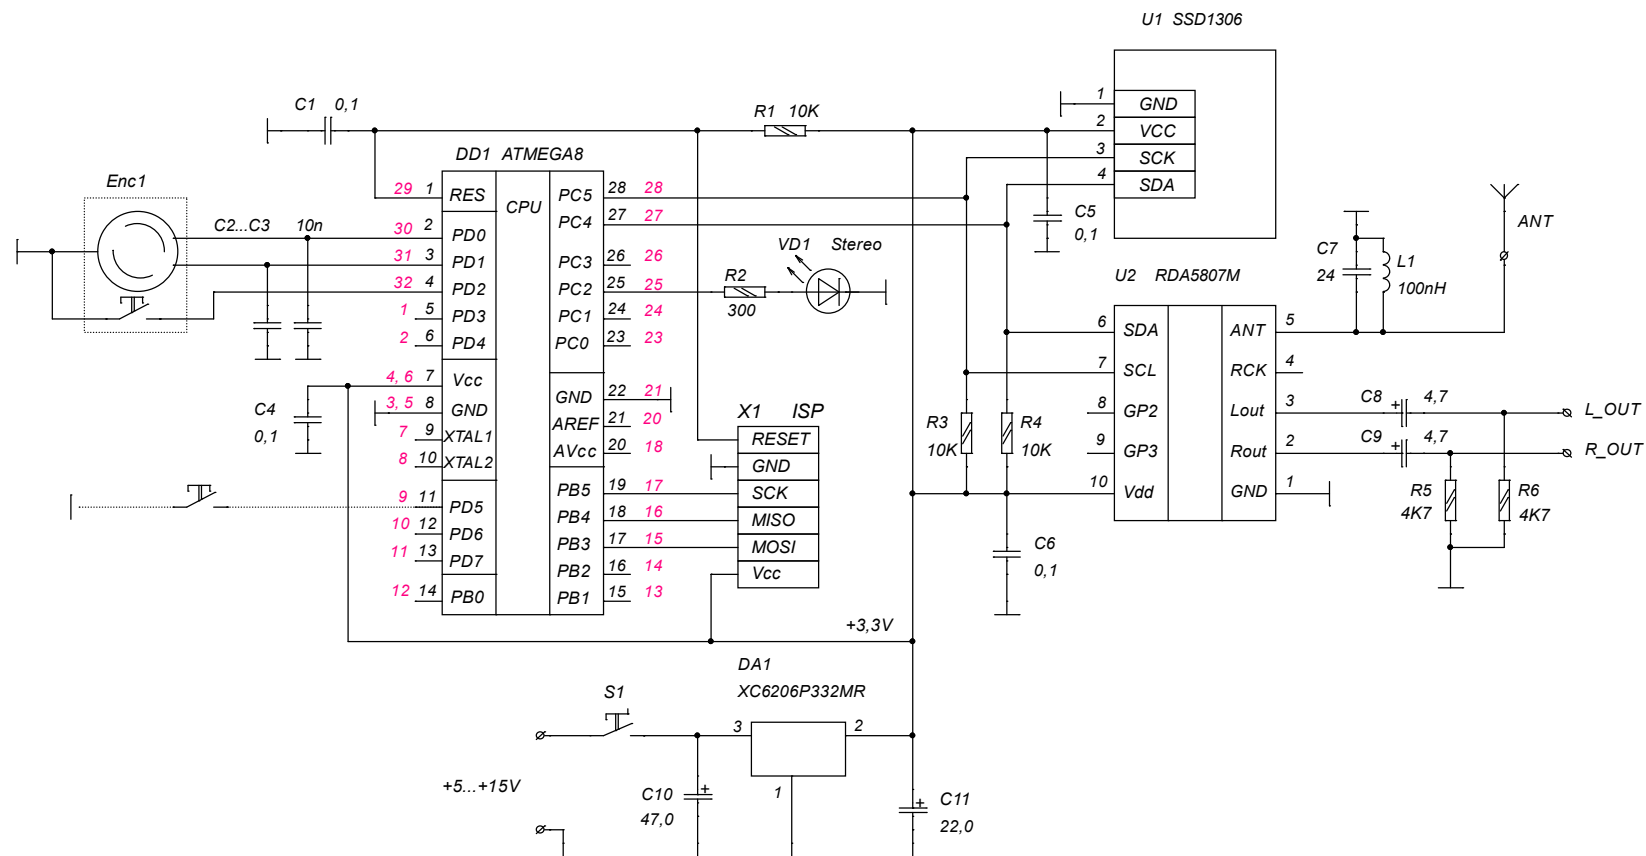 U1 SSD1306
1 GND
2 VCC
3 SCK
4 SDA
C1 0,1
R1 10K
DD1 ATMEGA8
CPU
Enc1
C2...C3 10n
29 1 RES
30 2 PD0
31 3 PD1
32 4 PD2
1 5 PD3
2 6 PD4
4, 6 7 Vcc
3, 5 8 GND
7 9 XTAL1
8 10 XTAL2
9 11 PD5
10 12 PD6
11 13 PD7
12 14 PB0
PC5 28 28
PC4 27 27
PC3 26 26
PC2 25 25
PC1 24 24
PC0 23 23
GND 22 21
AREF 21 20
AVcc 20 18
PB5 19 17
PB4 18 16
PB3 17 15
PB2 16 14
PB1 15 13
C4
0,1
VD1 Stereo
R2
300
X1 ISP
RESET
GND
SCK
MISO
MOSI
Vcc
C5
0,1
R3
10K
R4
10K
C6
0,1
U2 RDA5807M
6 SDA
7 SCL
8 GP2
9 GP3
10 Vdd
ANT 5
RCK 4
Lout 3
Rout 2
GND 1
C7
24
L1
100nH
ANT
C8 + 4,7
L_OUT
C9 + 4,7
R_OUT
R5
4K7
R6
4K7
+3,3V
DA1
XC6206P332MR
S1
3
2
1
+5...+15V
C10 +
47,0
+ C11
22,0